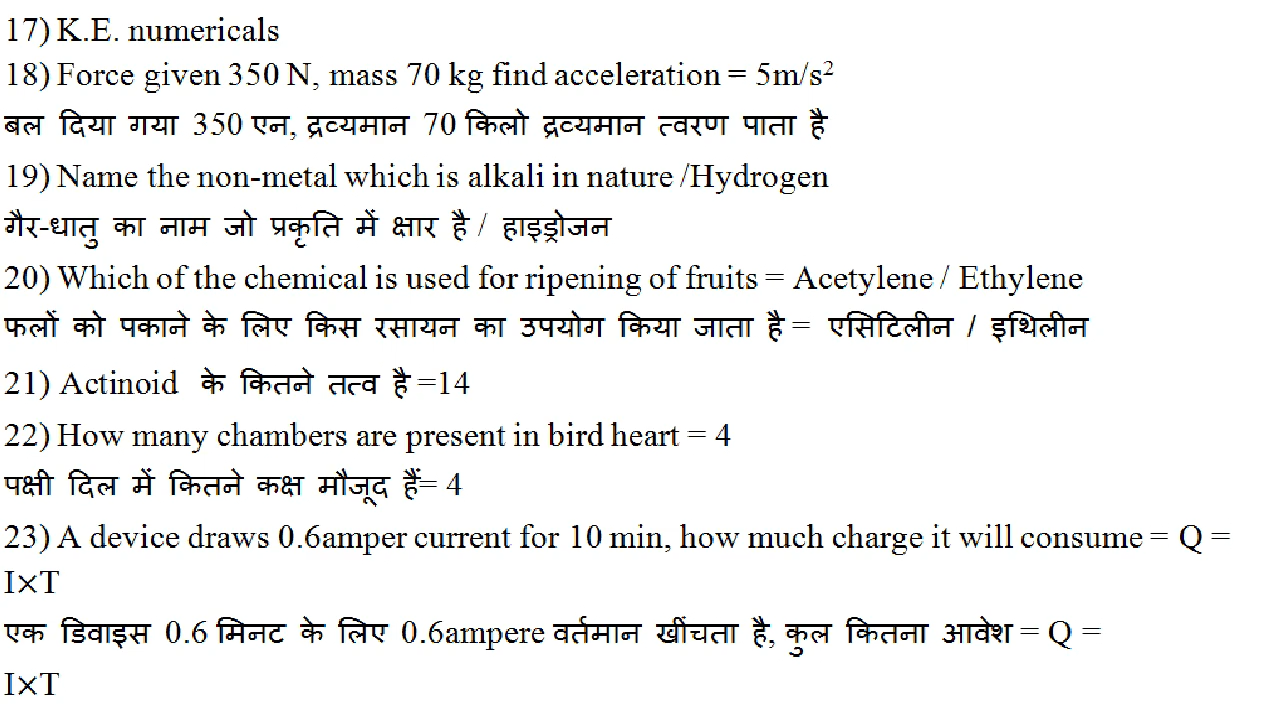 17) K.E. numericals
18) Force given 350 N, mass 70 kg find acceleration = 5m/s²
बल दिया गया 350 एन, द्रव्यमान 70 किलो द्रव्यमान त्वरण पाता है
19) Name the non-metal which is alkali in nature /Hydrogen
गैर-धातु का नाम जो प्रकृति में क्षार है / हाइड्रोजन
20) Which of the chemical is used for ripening of fruits = Acetylene / Ethylene
फलों को पकाने के लिए किस रसायन का उपयोग किया जाता है = एसिटिलीन / इथिलीन
21) Actinoid के कितने तत्व है =14
22) How many chambers are present in bird heart = 4
पक्षी दिल में कितने कक्ष मौजूद हैं= 4
23) A device draws 0.6amper current for 10 min, how much charge it will consume = Q =
I×T
एक डिवाइस 0.6 मिनट के लिए 0.6ampere वर्तमान खींचता है, कुल कितना आवेश = Q =
I×T